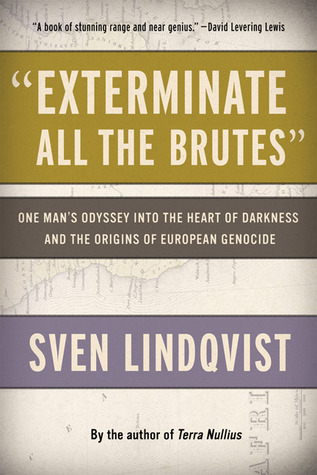 "A book of stunning range and near genius." —David Levering Lewis
"EXTERMINATE
ALL THE BRUTES"
ONE MAN'S ODYSSEY INTO THE HEART OF DARKNESS
AND THE ORIGINS OF EUROPEAN GENOCIDE
SVEN LINDQVIST
By the author of Terra Nullius